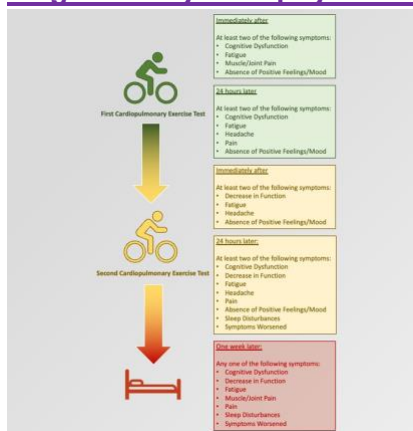 Immediately after
At least two of the following symptoms:
• Cognitive Dysfunction
• Fatigue
• Muscle/Joint Pain
• Absence of Positive Feelings/Mood
First Cardiopulmonary Exercise Test
24 hours later
At least two of the following symptoms:
• Cognitive Dysfunction
• Fatigue
• Headache
• Pain
• Absence of Positive Feelings/Mood
Immediately after
At least two of the following symptoms:
• Decrease in Function
• Fatigue
• Headache
• Absence of Positive Feelings/Mood
Second Cardiopulmonary Exercise Test
24 hours later:
At least two of the following symptoms:
• Cognitive Dysfunction
• Decrease in Function
• Fatigue
• Headache
• Pain
• Absence of Positive Feelings/Mood
• Sleep Disturbances
• Symptoms Worsened
One week later:
Any one of the following symptoms:
• Cognitive Dysfunction
• Decrease in Function
• Fatigue
• Muscle/Joint Pain
• Pain
• Sleep Disturbances
• Symptoms Worsened